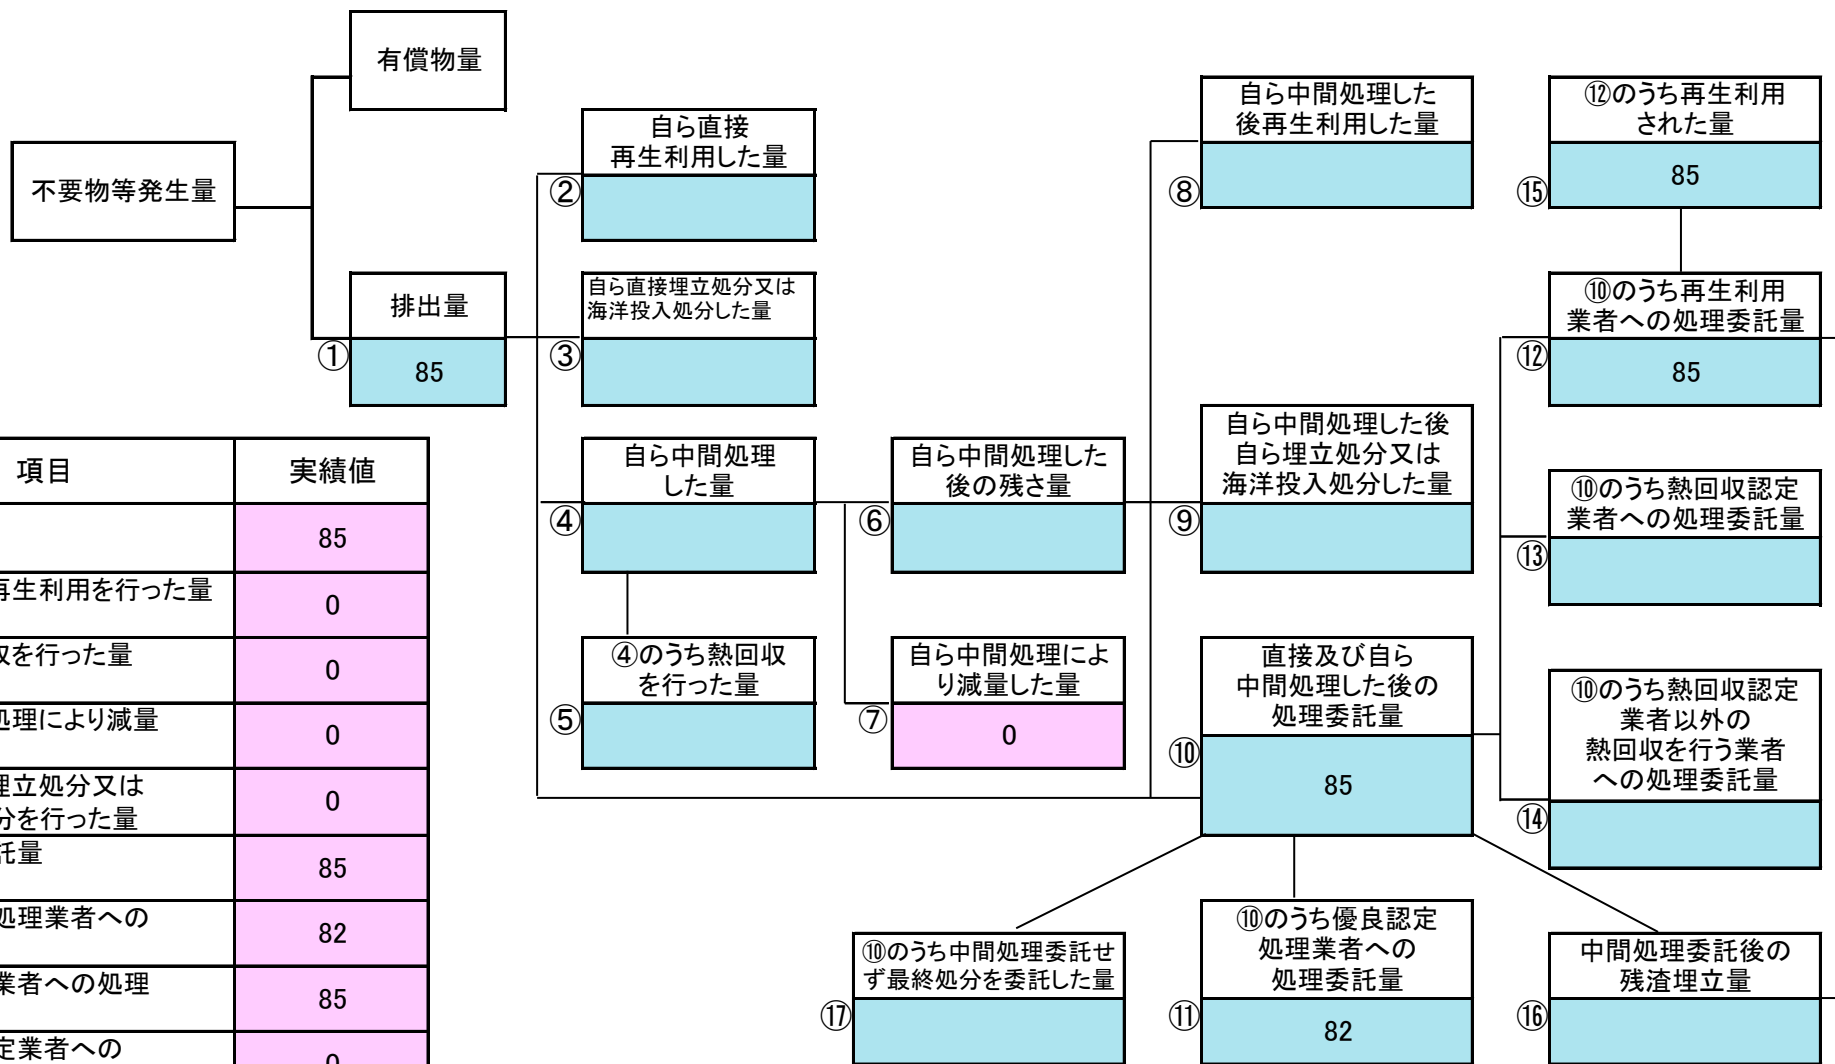 有償物量
不要物等発生量
排出量
①
85
自ら直接
再生利用した量
②
自ら直接埋立処分又は
海洋投入処分した量
③
自ら中間処理
した量
④
④のうち熱回収
を行った量
⑤
自ら中間処理した
後の残さ量
⑥
自ら中間処理によ
り減量した量
⑦
0
自ら中間処理した
後再生利用した量
⑧
自ら中間処理した後
自ら埋立処分又は
海洋投入処分した量
⑨
直接及び自ら
中間処理した後の
処理委託量
⑩
85
⑫のうち再生利用
された量
⑮
85
⑩のうち再生利用
業者への処理委託量
⑫
85
⑩のうち熱回収認定
業者への処理委託量
⑬
⑩のうち熱回収認定
業者以外の
熱回収を行う業者
への処理委託量
⑭
⑩のうち中間処理委託せ
ず最終処分を委託した量
⑰
⑩のうち優良認定
処理業者への
処理委託量
⑪
82
中間処理委託後の
残渣埋立量
⑯
項目
実績値
85
再生利用を行った量
0
を行った量
0
処理により減量
0
埋立処分又は
を行った量
0
託量
85
処理業者への
82
業者への処理
85
定業者への
0